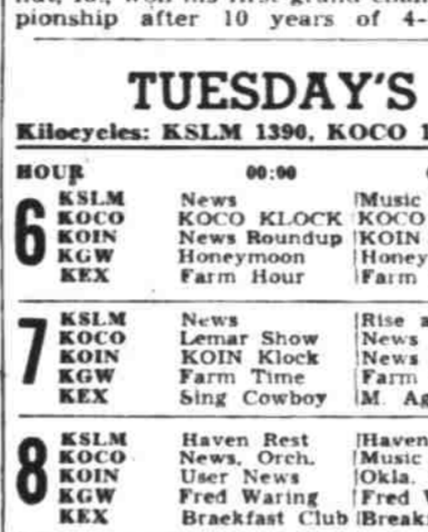 pionship after 10 years of 4-
TUESDAY'S
Kilocycles: KSLM 1390, KOCO 1
HOUR 00:00
6 KSLM News Music
KOCO KOCO KLOCK KOCO
KOIN News Roundup KOIN
KGW Honeymoon Honey
KEX Farm Hour Farm
7 KSLM News Rise a
KOCO Lemar Show News
KOIN KOIN Klock News
KGW Farm Time Farm
KEX Sing Cowboy M. Ag
8 KSLM Haven Rest Haven
KOCO News, Orch. Music
KOIN User News Okla.
KGW Fred Waring Fred
KEX Braekfast Club Break